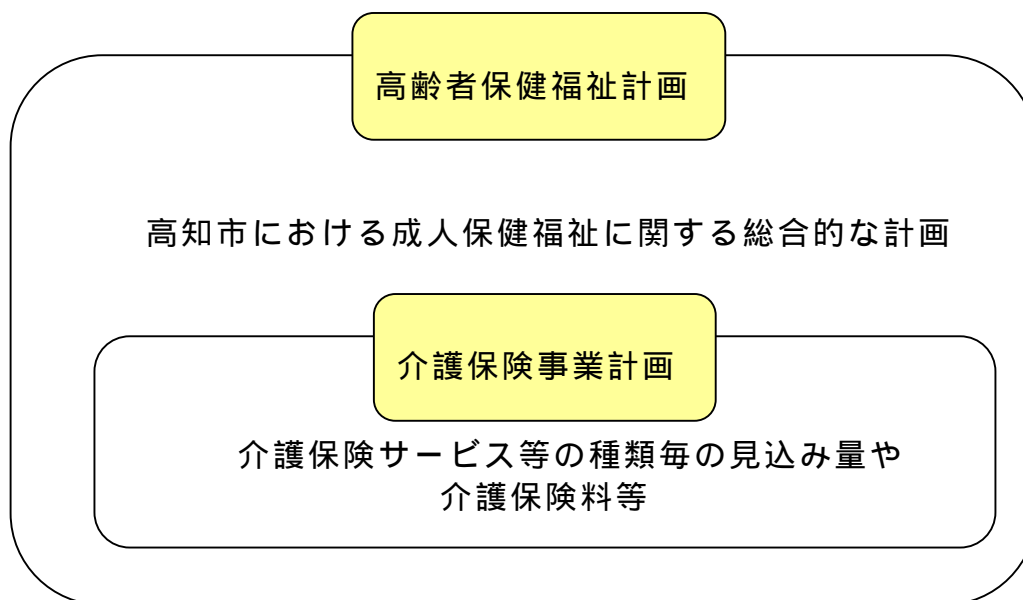 高齢者保健福祉計画
高知市における成人保健福祉に関する総合的な計画
介護保険事業計画
介護保険サービス等の種類毎の見込み量や
介護保険料等